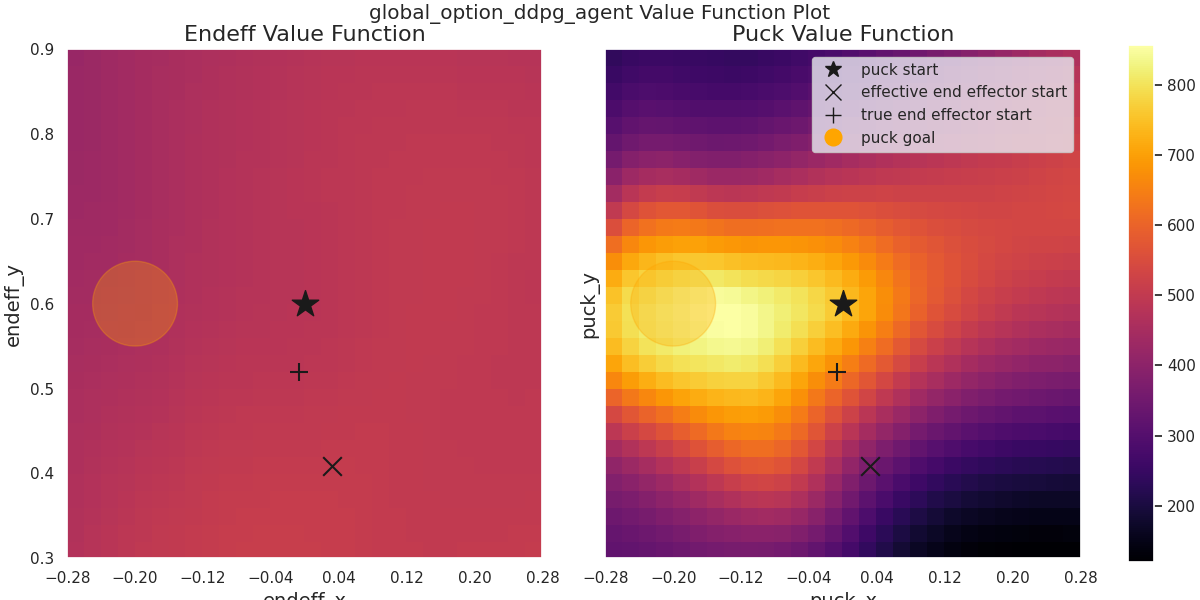 global_option_ddpg_agent Value Function Plot
Endeff Value Function
Puck Value Function
puck start
effective end effector start
true end effector start
puck goal
endeff_y
0.9
0.8
0.7
0.6
0.5
0.4
0.3
−0.28 −0.20 −0.12 −0.04 0.04 0.12 0.20 0.28
endeff_x
puck_y
−0.28 −0.20 −0.12 −0.04 0.04 0.12 0.20 0.28
puck_x
800
700
600
500
400
300
200